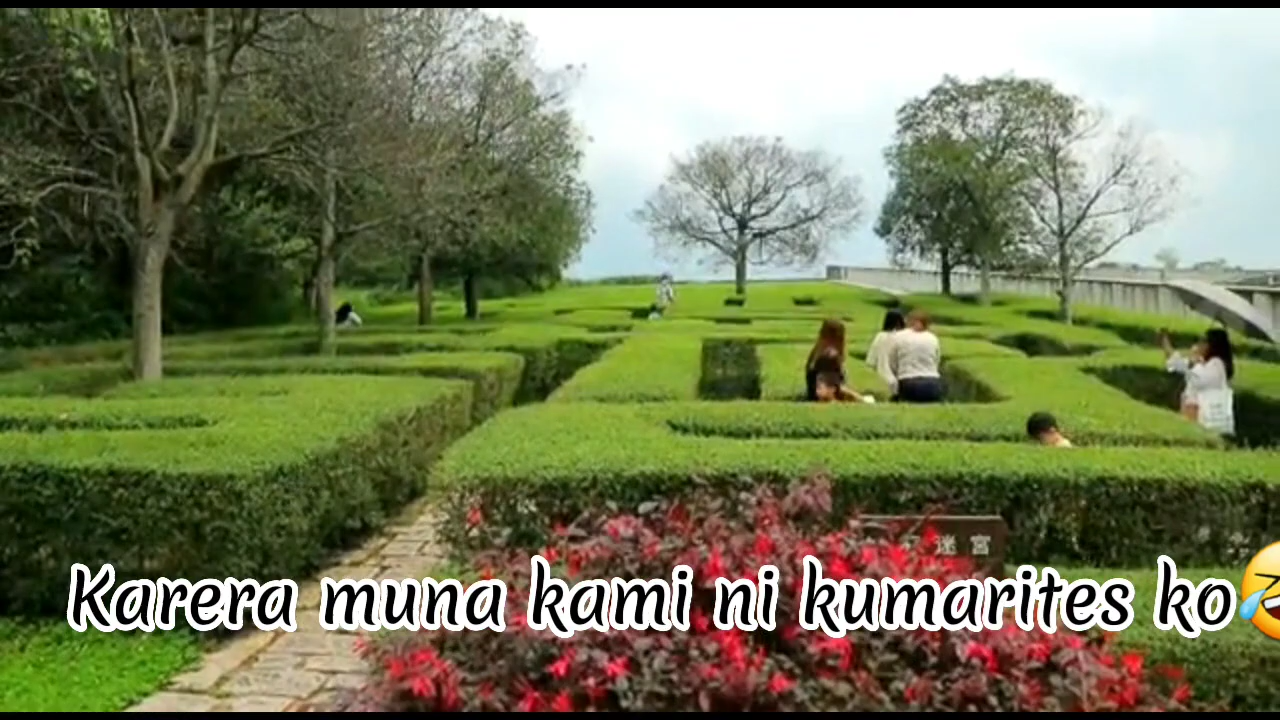 迷宮
Karera muna kami ni kumarites ko🤣